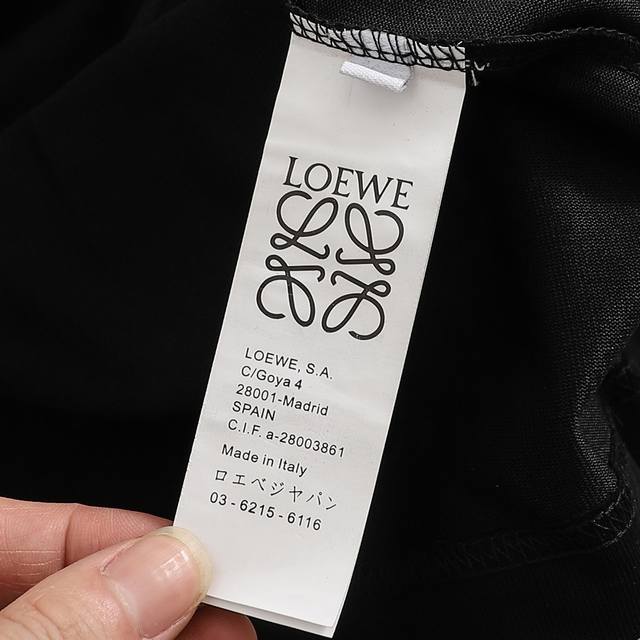 LOEWE
LOEWE, S.A.
C/Goya 4
28001-Madrid
SPAIN
C.I.F. a-28003861
Made in Italy
ロエベジヤパン
03-6215-6116